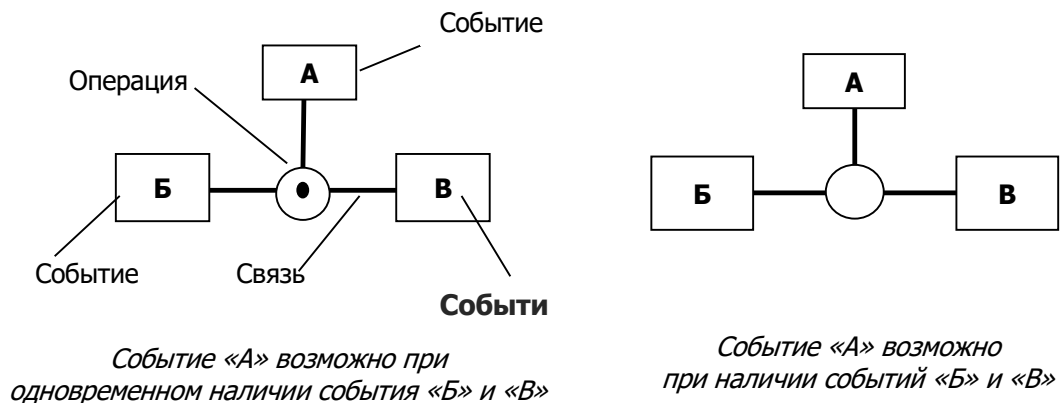 Событие
А
Операция
Б
В
Событие
Связь
Событи
Событие «А» возможно при
одновременном наличии события «Б» и «В»
А
Б
В
Событие «А» возможно
при наличии событий «Б» и «В»